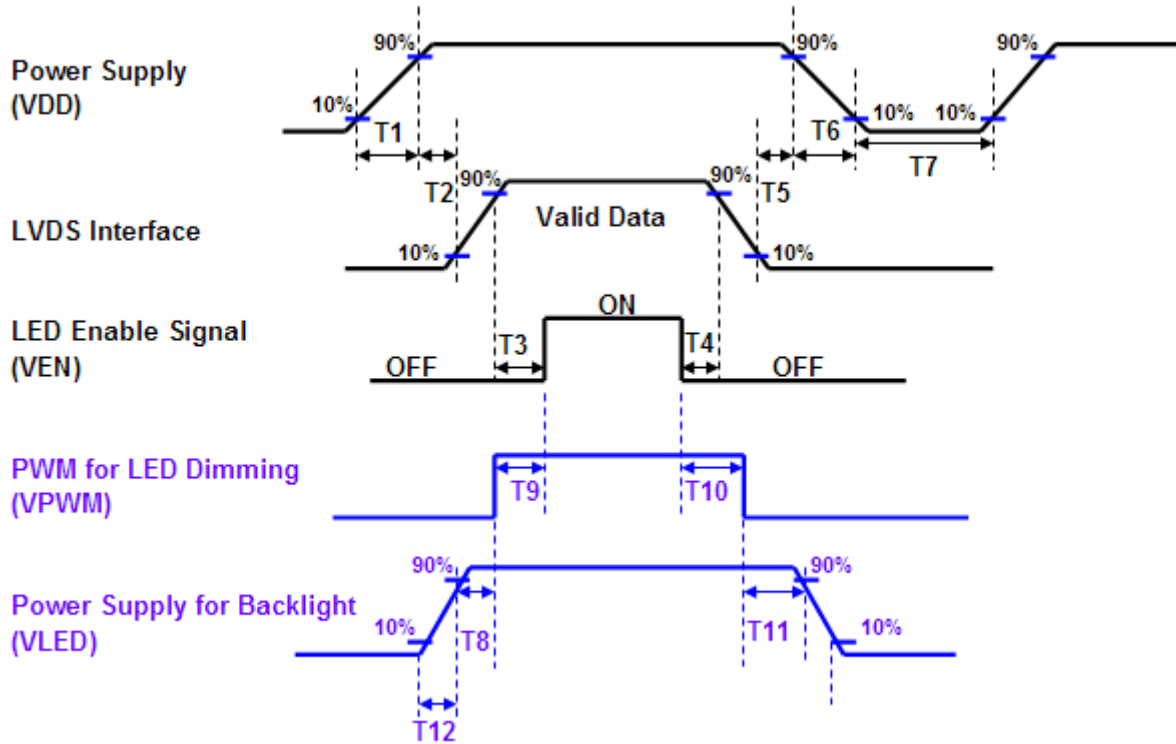 90% 90% 90%
Power Supply
(VDD)
10% 10% 10%
T1 T6 T7
T2 90% 90% T5
LVDS Interface
Valid Data
10% 10%
LED Enable Signal
(VEN)
ON
T3 T4
OFF OFF
PWM for LED Dimming
(VPWM)
T9 T10
90% 90%
Power Supply for Backlight
(VLED)
10% 10%
T8 T11
T12